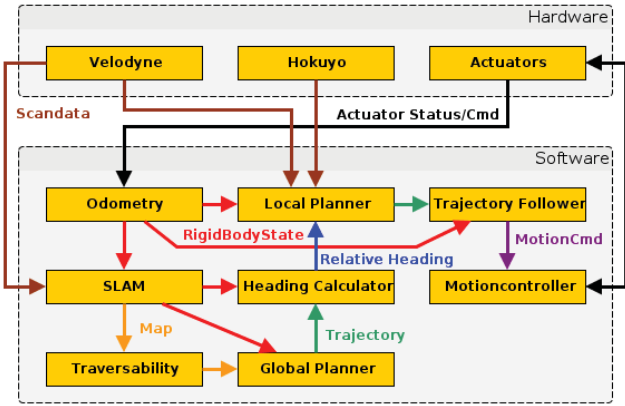 Hardware
Velodyne
Hokuyo
Actuators
Scandata
Actuator Status/Cmd
Software
Odometry
Local Planner
Trajectory Follower
RigidBodyState
MotionCmd
Relative Heading
SLAM
Heading Calculator
Motioncontroller
Map
Trajectory
Traversability
Global Planner